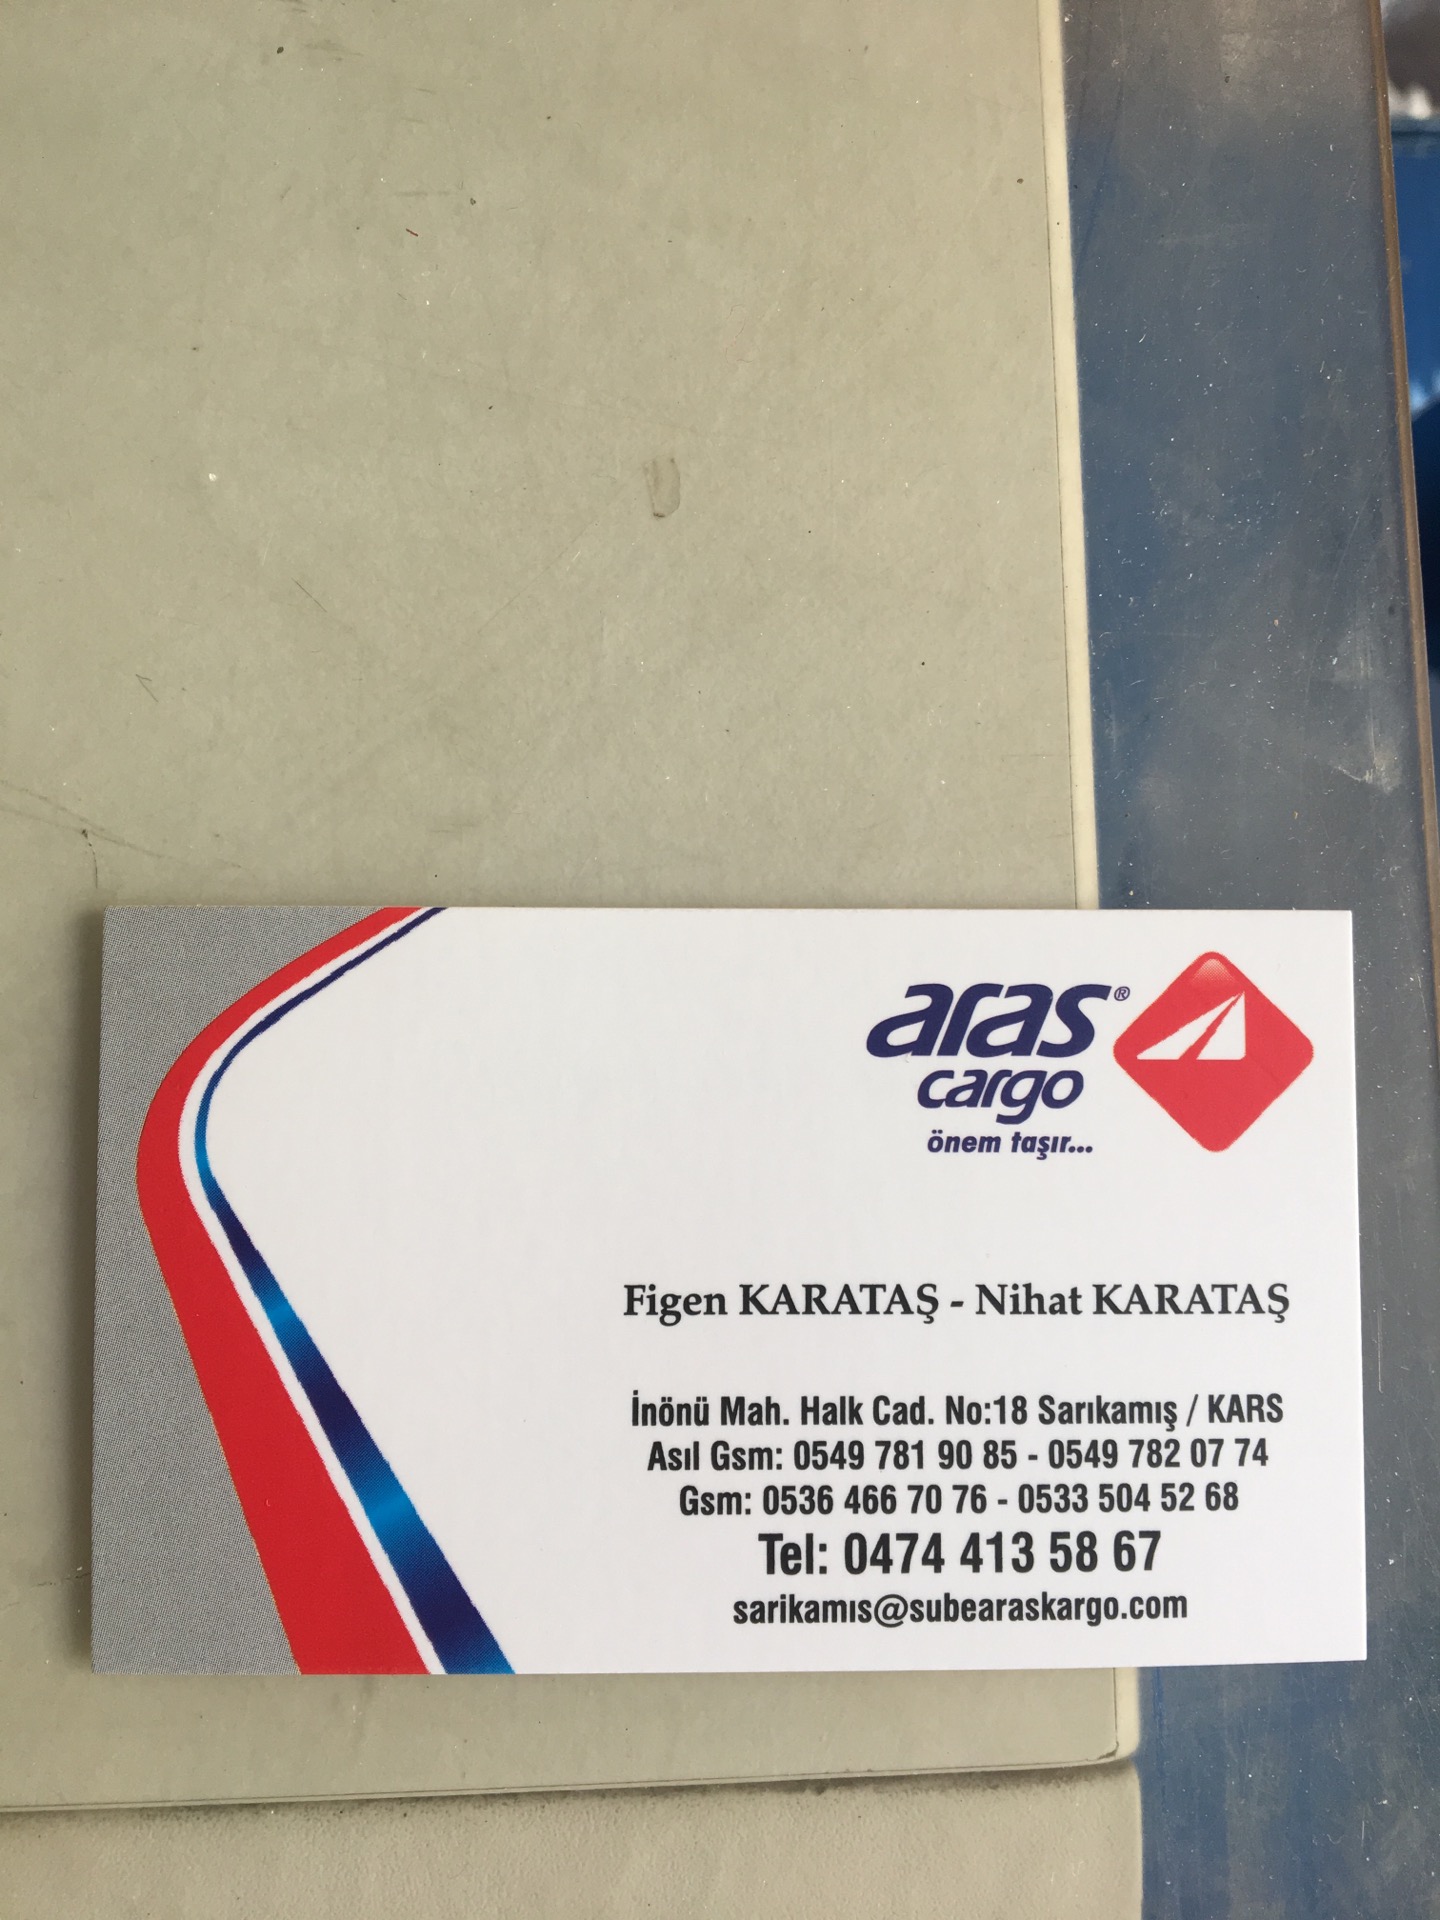 aras®
cargo
önem taşır...
Figen KARATAŞ - Nihat KARATAŞ
İnönü Mah. Halk Cad. No:18 Sarıkamış / KARS
Asıl Gsm: 0549 781 90 85 - 0549 782 07 74
Gsm: 0536 466 70 76 - 0533 504 52 68
Tel: 0474 413 58 67
sarikamıs@subearaskargo.com